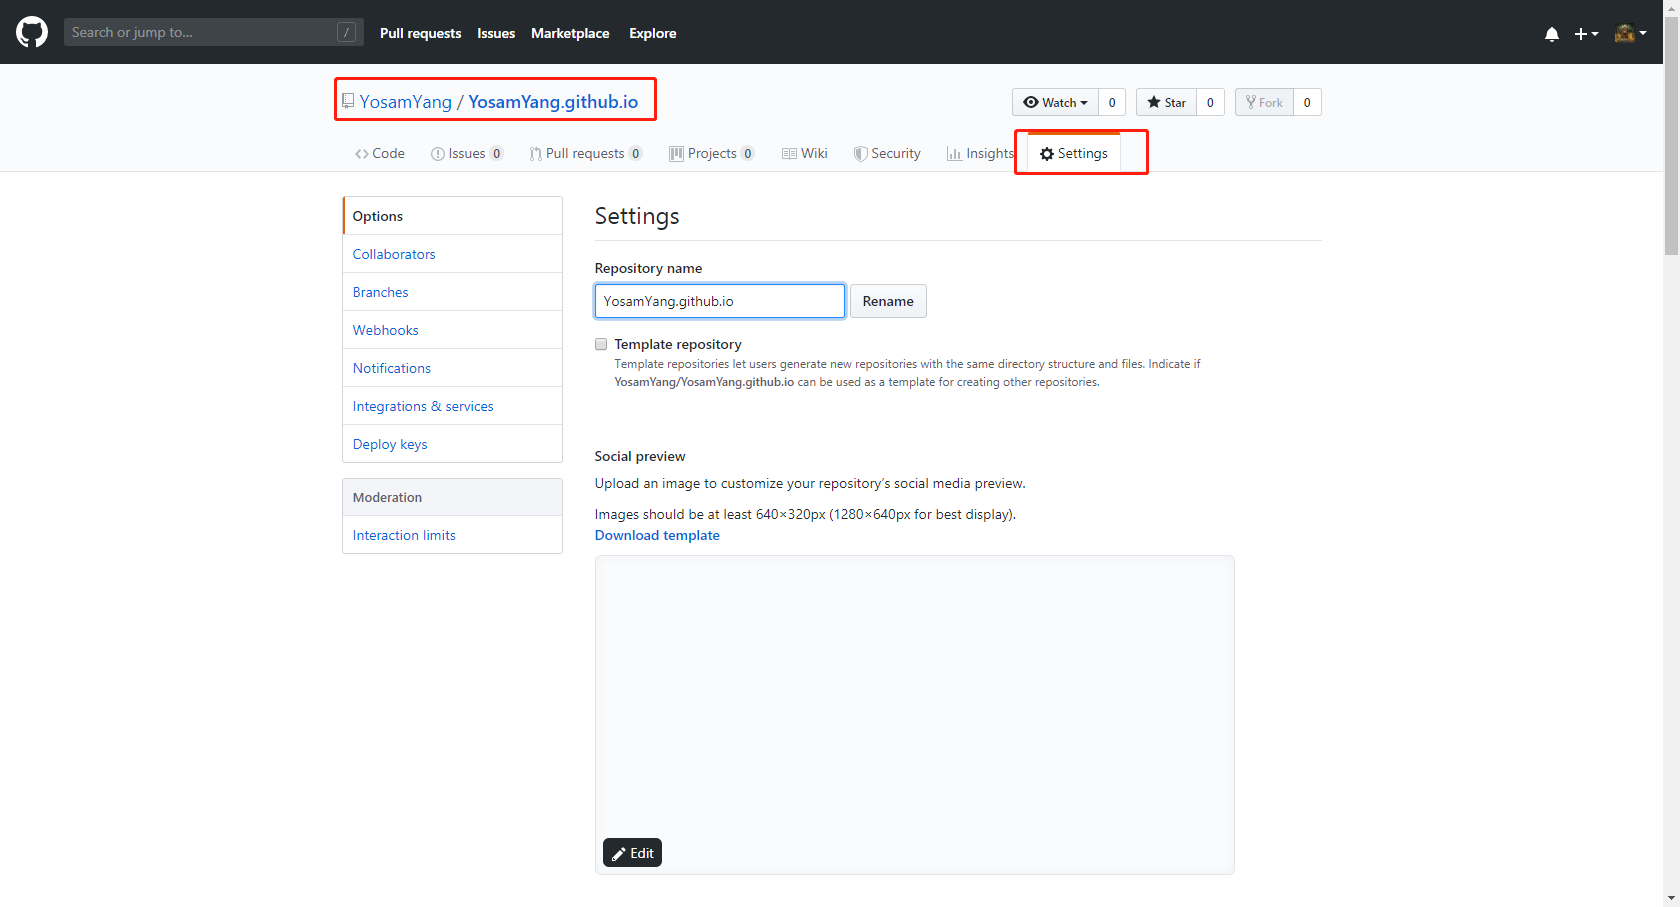 Search or jump to... / Pull requests Issues Marketplace Explore
YosamYang / YosamYang.github.io Watch 0 Star 0 Fork 0
Code Issues 0 Pull requests 0 Projects 0 Wiki Security Insights Settings
Options
Collaborators
Branches
Webhooks
Notifications
Integrations & services
Deploy keys
Moderation
Interaction limits
Settings
Repository name
YosamYang.github.io Rename
Template repository
Template repositories let users generate new repositories with the same directory structure and files. Indicate if
YosamYang/YosamYang.github.io can be used as a template for creating other repositories.
Social preview
Upload an image to customize your repository's social media preview.
Images should be at least 640×320px (1280×640px for best display).
Download template
Edit